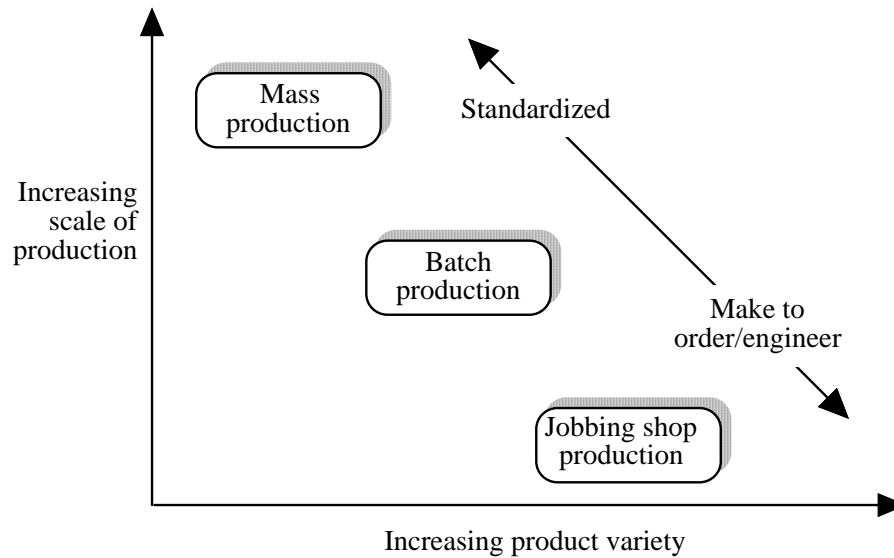 Mass
production
Standardized
Increasing
scale of
production
Batch
production
Make to
order/engineer
Jobbing shop
production
Increasing product variety